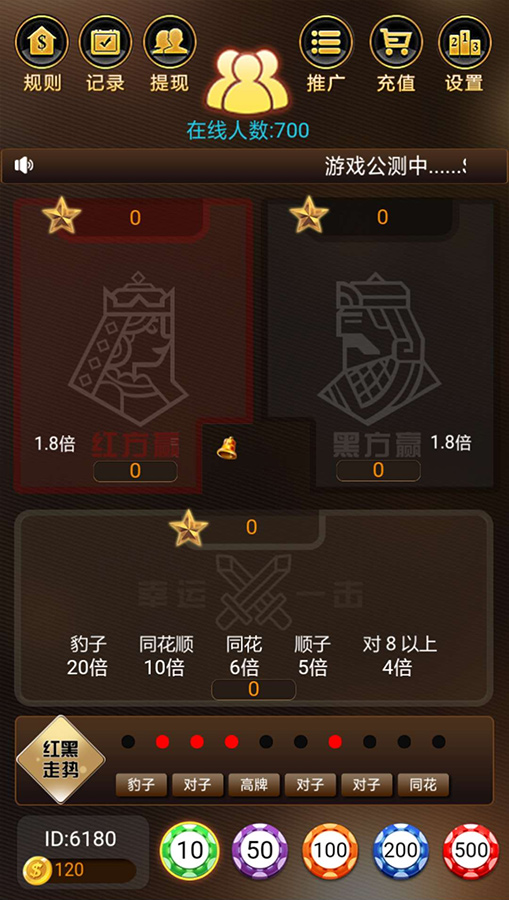 规则 记录 提现 推广 充值 设置
在线人数:700
游戏公测中......
0 0
1.8倍 红方赢 黑方赢 1.8倍
0 0
0
幸运一击
豹子 同花顺 同花 顺子 对8以上
20倍 10倍 6倍 5倍 4倍
0
红黑
走势
豹子 对子 高牌 对子 对子 同花
ID:6180
120
10 50 100 200 500